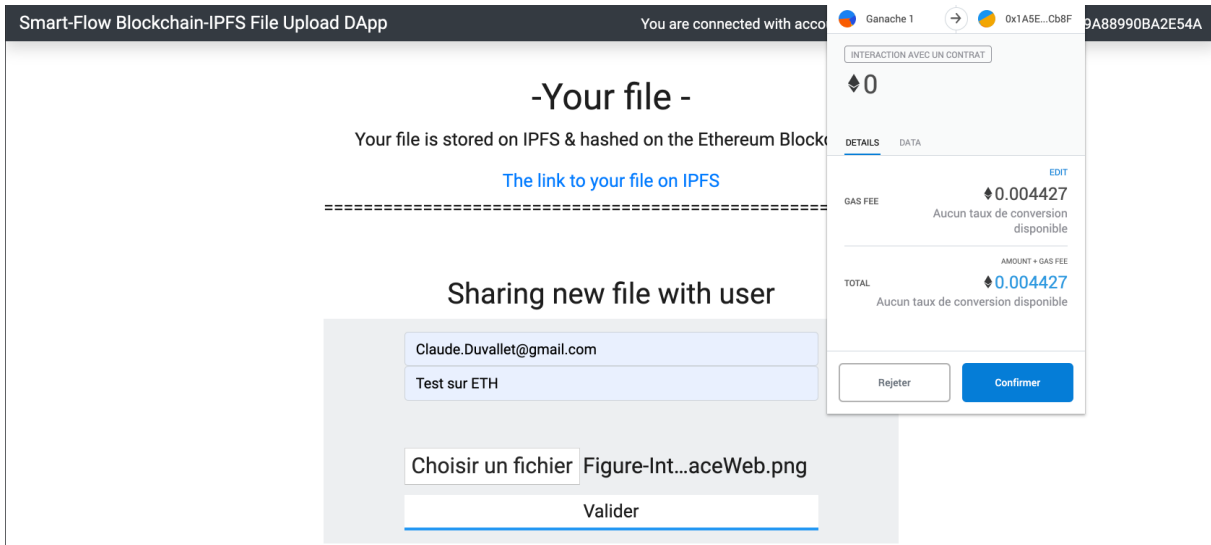 Smart-Flow Blockchain-IPFS File Upload DApp
You are connected with acco
9A88990BA2E54A
-Your file -
Your file is stored on IPFS & hashed on the Ethereum Blockc
The link to your file on IPFS
===================================================
Sharing new file with user
Claude.Duvallet@gmail.com
Test sur ETH
Choisir un fichier Figure-Int...aceWeb.png
Valider
Ganache 1
0x1A5E...Cb8F
INTERACTION AVEC UN CONTRAT
0
DETAILS DATA
EDIT
GAS FEE 0.004427
Aucun taux de conversion
disponible
AMOUNT + GAS FEE
TOTAL 0.004427
Aucun taux de conversion disponible
Rejeter Confirmer